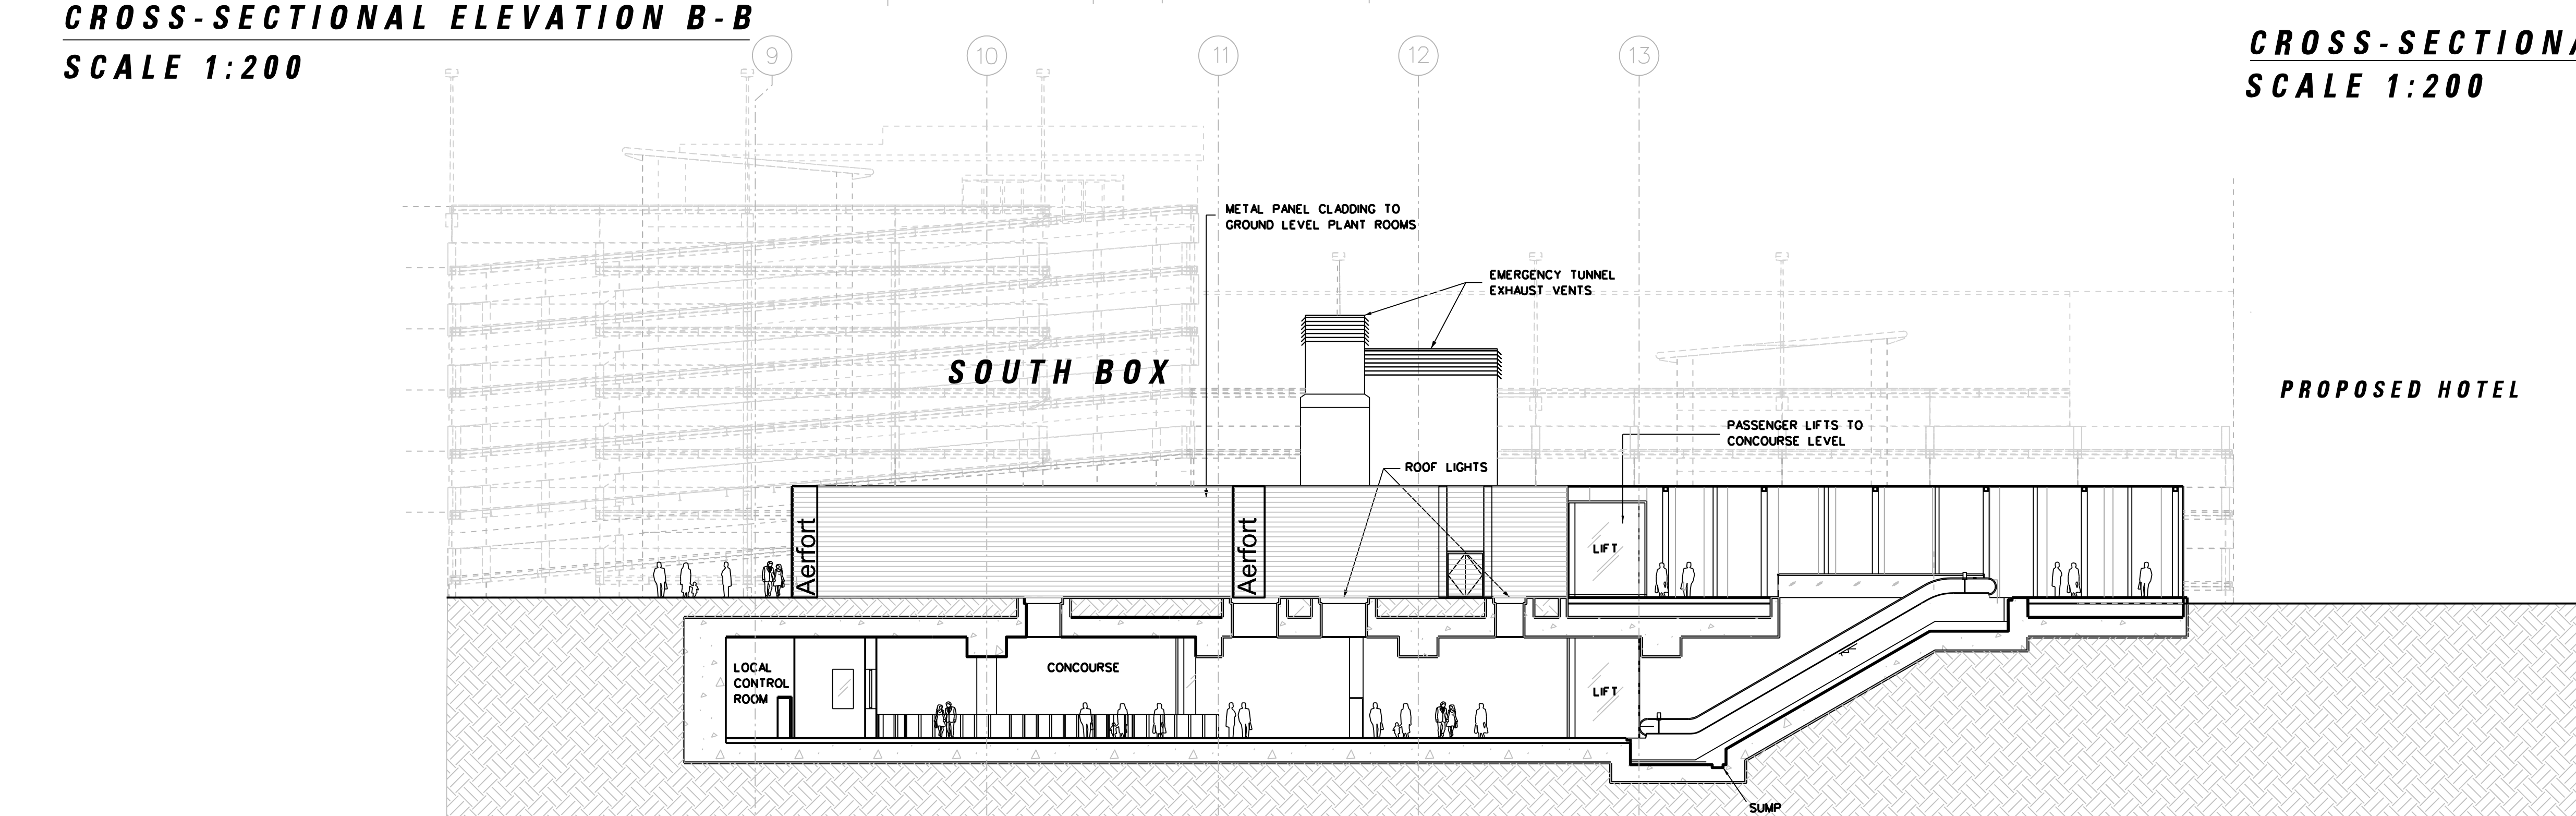 CROSS-SECTIONAL ELEVATION B-B
SCALE 1:200
CROSS-SECTIONA
SCALE 1:200
9
10
11
12
13
METAL PANEL CLADDING TO
GROUND LEVEL PLANT ROOMS
EMERGENCY TUNNEL
EXHAUST VENTS
SOUTH BOX
PROPOSED HOTEL
PASSENGER LIFTS TO
CONCOURSE LEVEL
ROOF LIGHTS
Aerfort
Aerfort
LIFT
LOCAL
CONTROL
ROOM
CONCOURSE
LIFT
SUMP